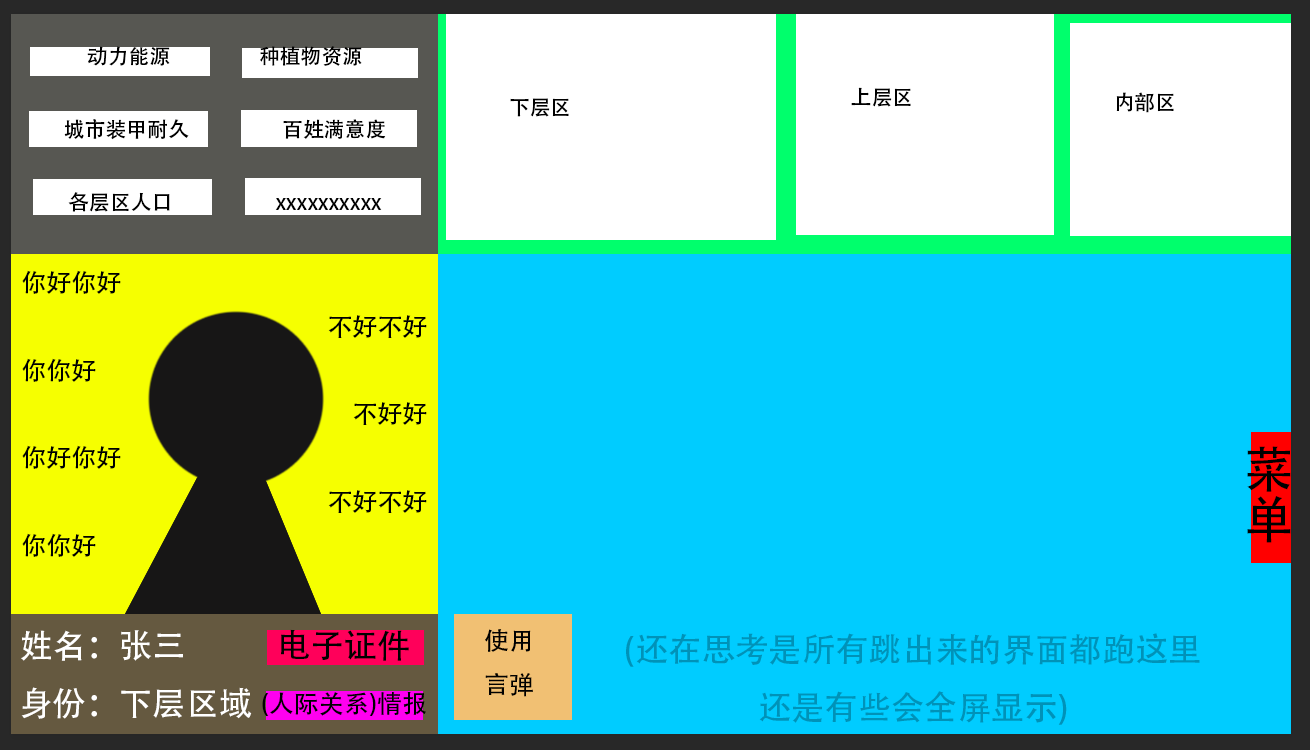 动力能源
种植物资源
城市装甲耐久
百姓满意度
各层区人口
xxxxxxxxxx
下层区
上层区
内部区
你好你好
不好不好
你你好
不好好
你好你好
不好不好
你你好
菜单
姓名：张三
电子证件
身份：下层区域
(人际关系)情报
使用
言弹
(还在思考是所有跳出来的界面都跑这里
还是有些会全屏显示)